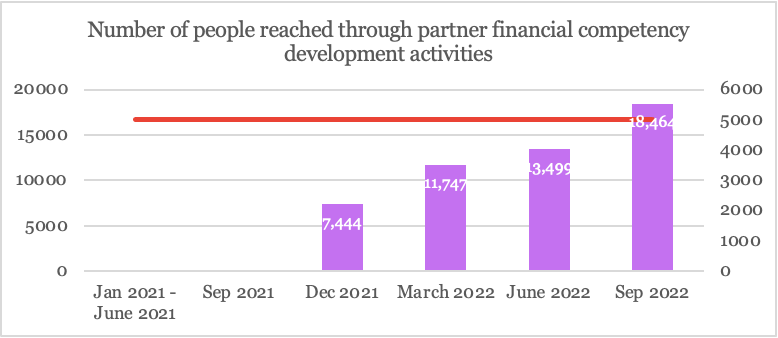 Number of people reached through partner financial competency
development activities
20000
15000
10000
5000
0
6000
5000
4000
3000
2000
1000
0
7,444
11,747
13,499
18,464
Jan 2021 -
June 2021
Sep 2021
Dec 2021
March 2022
June 2022
Sep 2022